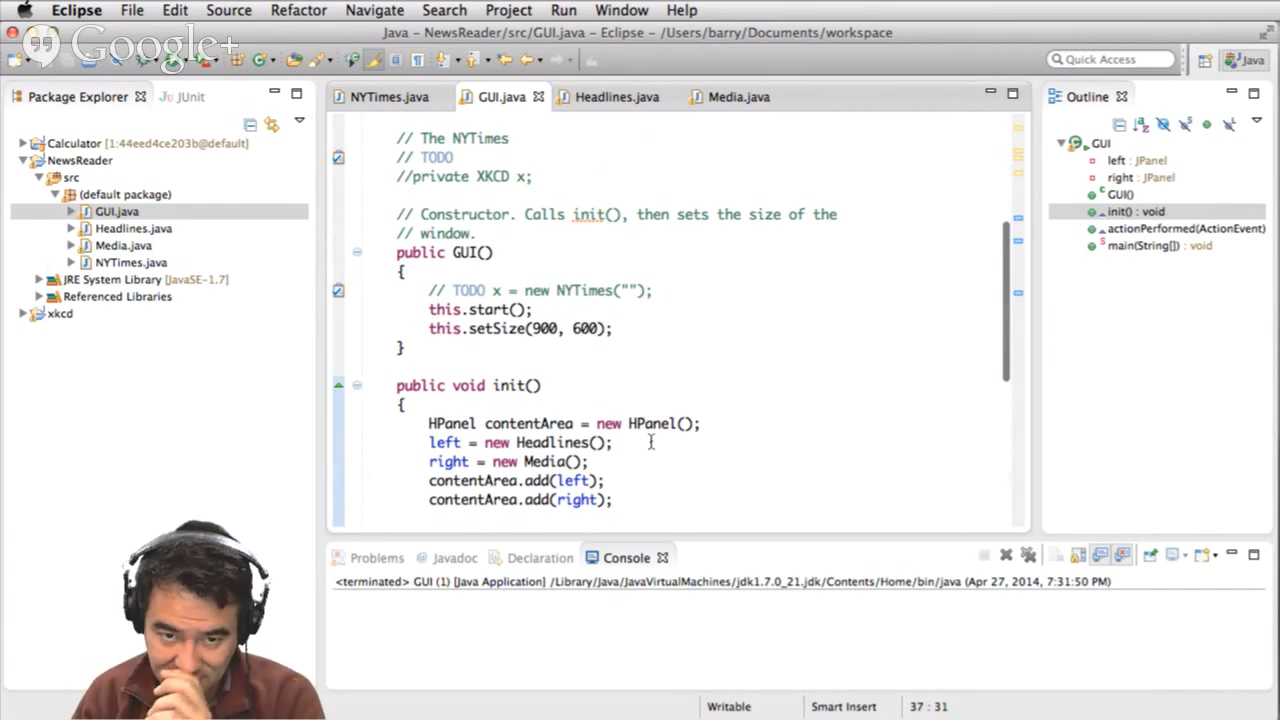 Eclipse File Edit Source Refactor Navigate Search Project Run Window Help
Java – NewsReader/src/GUI.java – Eclipse – /Users/barry/Documents/workspace
Google+
Quick Access
Java
Package Explorer JUnit
NYTimes.java GUI.java Headlines.java Media.java
Outline
Calculator [1:44eed4ce203b@default]
NewsReader
src
(default package)
GUI.java
Headlines.java
Media.java
NYTimes.java
JRE System Library [JavaSE-1.7]
Referenced Libraries
xkcd
// The NYTimes
// TODO
//private XKCD x;
// Constructor. Calls init(), then sets the size of the
// window.
public GUI()
{
// TODO x = new NYTimes("");
this.start();
this.setSize(900, 600);
}
public void init()
{
HPanel contentArea = new HPanel();
left = new Headlines();
right = new Media();
contentArea.add(left);
contentArea.add(right);
GUI
left : JPanel
right : JPanel
GUI()
init() : void
actionPerformed(ActionEvent)
main(String[]) : void
Problems Javadoc Declaration Console
<terminated> GUI (1) [Java Application] /Library/Java/JavaVirtualMachines/jdk1.7.0_21.jdk/Contents/Home/bin/java (Apr 27, 2014, 7:31:50 PM)
Writable Smart Insert 37 : 31